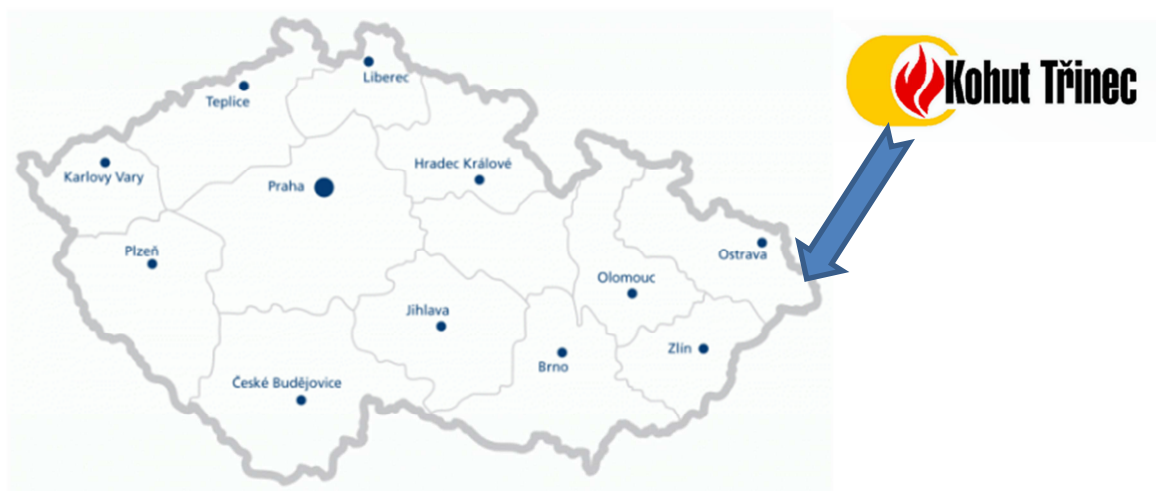 Liberec
Teplice
Kohut Třinec
Hradec Králové
Karlovy Vary
Praha
Plzeň
Ostrava
Olomouc
Jihlava
Zlín
Brno
České Budějovice